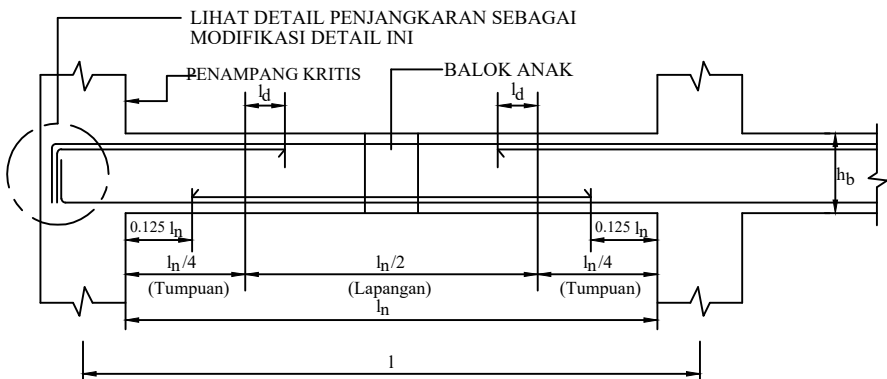 LIHAT DETAIL PENJANGKARAN SEBAGAI
MODIFIKASI DETAIL INI
PENAMPANG KRITIS
BALOK ANAK
ld
ld
hb
0.125 ln
0.125 ln
ln/4
ln/2
ln/4
(Tumpuan)
(Lapangan)
(Tumpuan)
ln
l